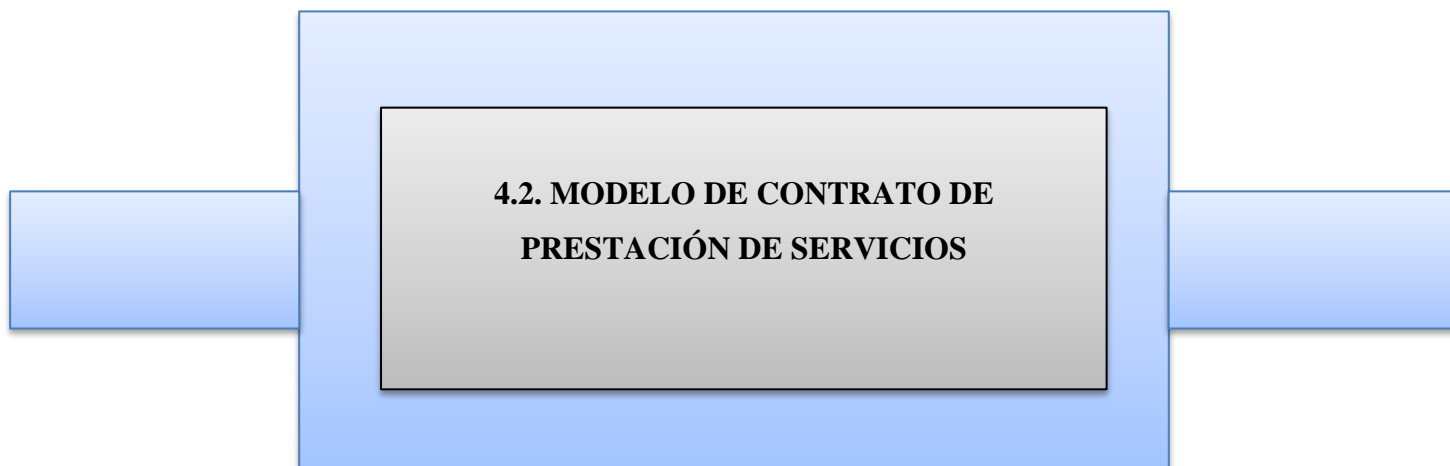 4.2. MODELO DE CONTRATO DE
PRESTACIÓN DE SERVICIOS